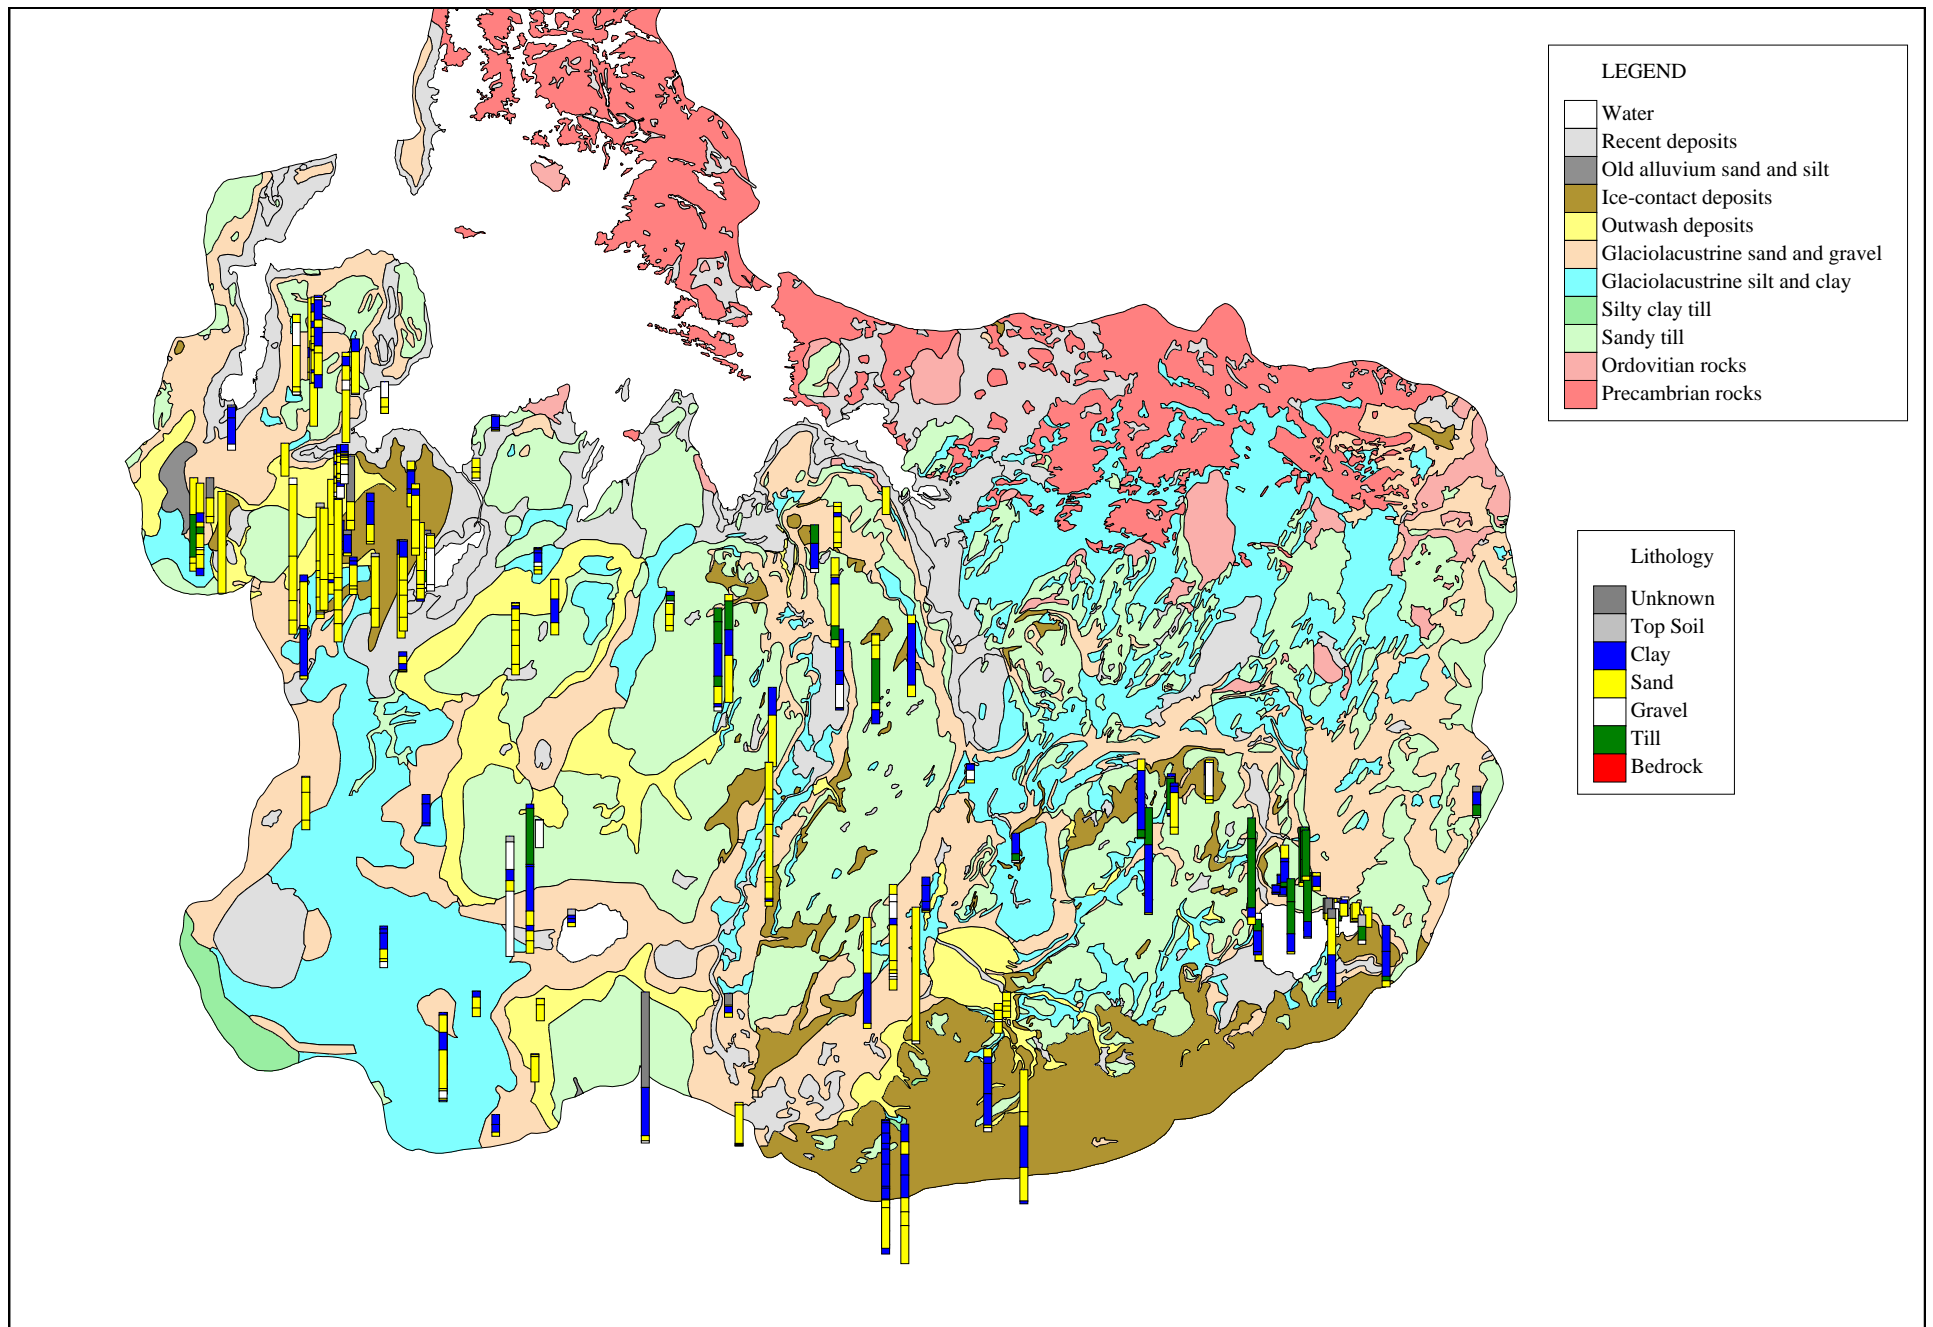 LEGEND
Water
Recent deposits
Old alluvium sand and silt
Ice-contact deposits
Outwash deposits
Glaciolacustrine sand and gravel
Glaciolacustrine silt and clay
Silty clay till
Sandy till
Ordovitian rocks
Precambrian rocks
Lithology
Unknown
Top Soil
Clay
Sand
Gravel
Till
Bedrock